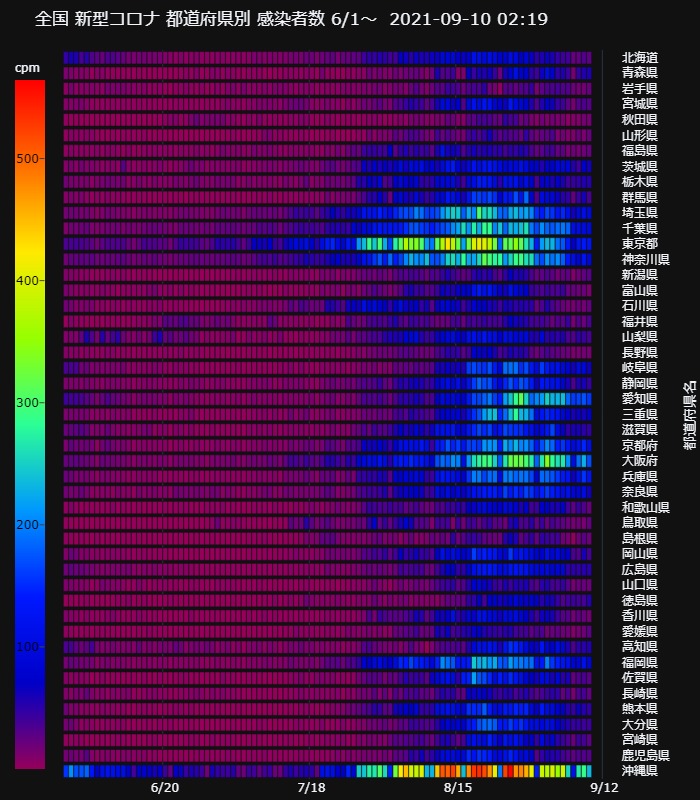 全国 新型コロナ 都道府県別 感染者数 6/1～ 2021-09-10 02:19
cpm
500
400
300
200
100
北海道
青森県
岩手県
宮城県
秋田県
山形県
福島県
茨城県
栃木県
群馬県
埼玉県
千葉県
東京都
神奈川県
新潟県
富山県
石川県
福井県
山梨県
長野県
岐阜県
静岡県
愛知県
三重県
滋賀県
京都府
大阪府
兵庫県
奈良県
和歌山県
鳥取県
島根県
岡山県
広島県
山口県
徳島県
香川県
愛媛県
高知県
福岡県
佐賀県
長崎県
熊本県
大分県
宮崎県
鹿児島県
沖縄県
都道府県名
6/20
7/18
8/15
9/12